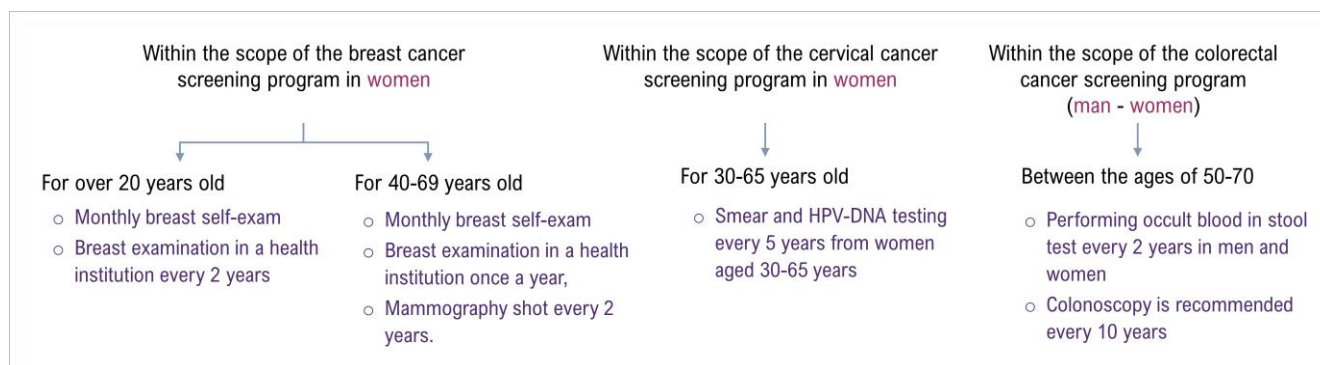 Within the scope of the breast cancer
screening program in women
For over 20 years old
○ Monthly breast self-exam
○ Breast examination in a health
institution every 2 years
For 40-69 years old
○ Monthly breast self-exam
○ Breast examination in a health
institution once a year,
○ Mammography shot every 2
years.
Within the scope of the cervical cancer
screening program in women
For 30-65 years old
○ Smear and HPV-DNA testing
every 5 years from women
aged 30-65 years
Within the scope of the colorectal
cancer screening program
(man - women)
Between the ages of 50-70
○ Performing occult blood in stool
test every 2 years in men and
women
○ Colonoscopy is recommended
every 10 years